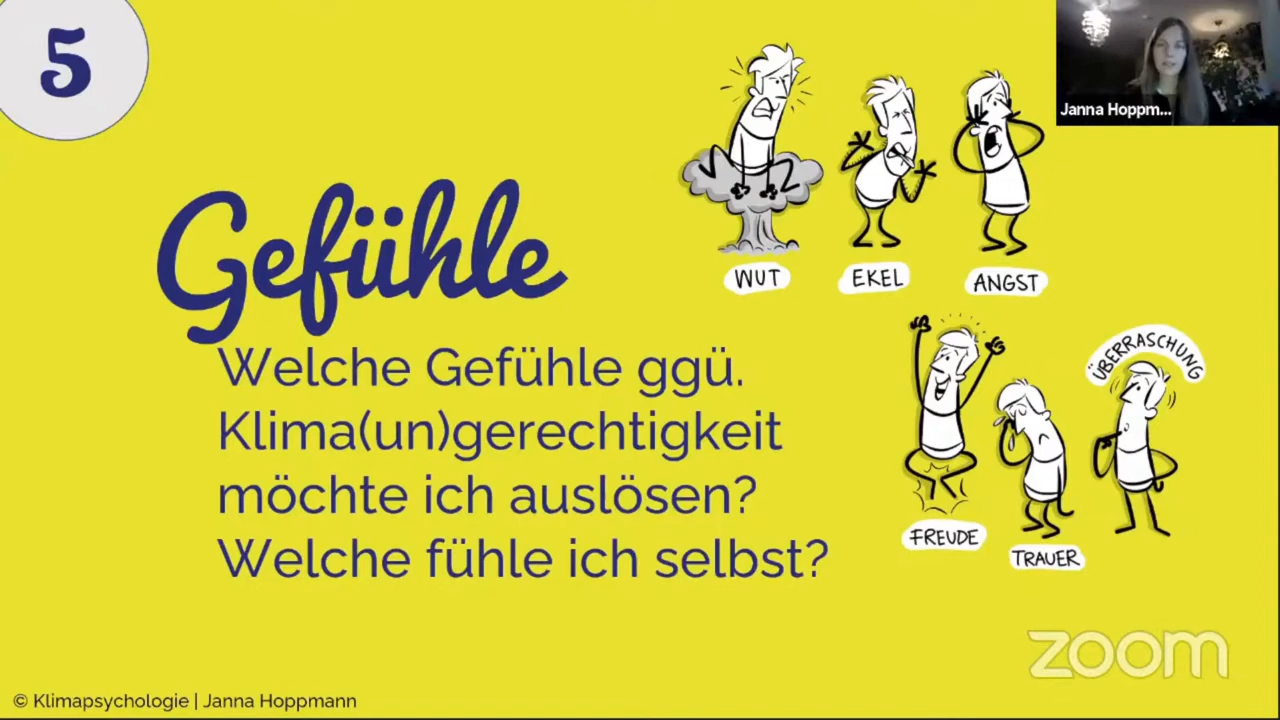 5
Janna Hoppm...
Gefühle
Welche Gefühle ggü.
Klima(un)gerechtigkeit
möchte ich auslösen?
Welche fühle ich selbst?
WUT
EKEL
ANGST
ÜBERRASCHUNG
FREUDE
TRAUER
zoom
© Klimapsychologie | Janna Hoppmann